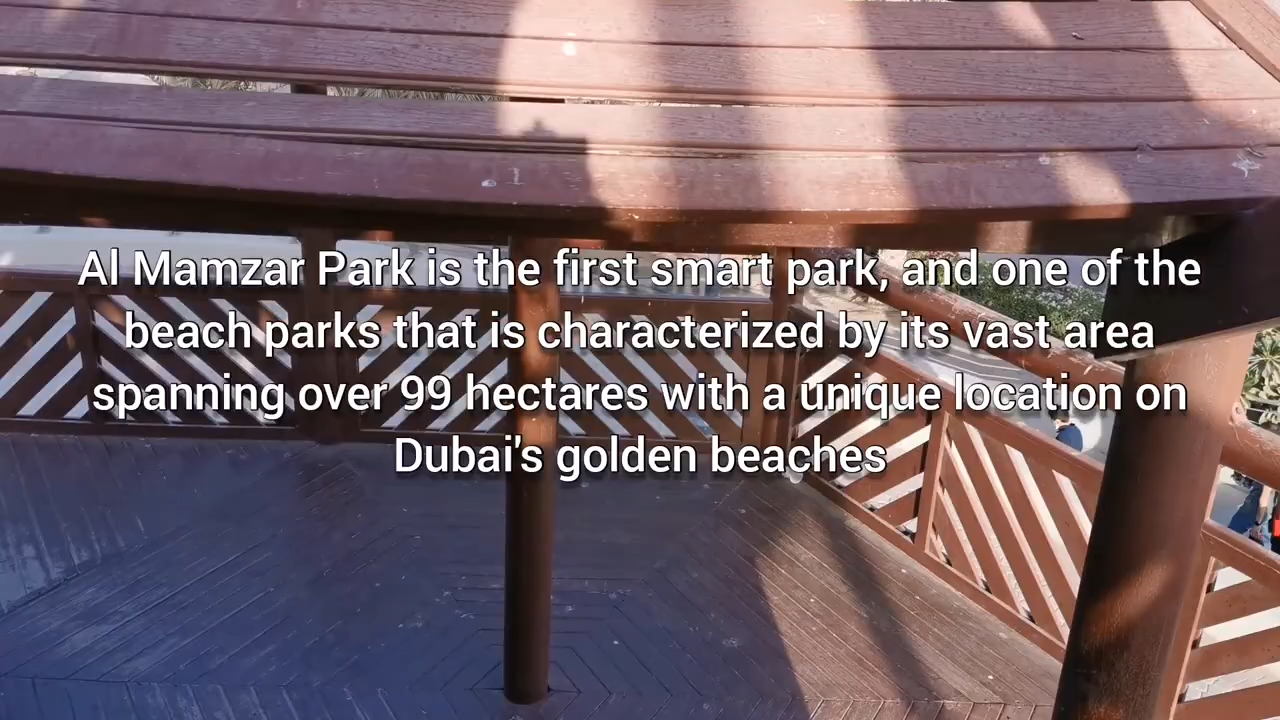 Al Mamzar Park is the first smart park, and one of the
beach parks that is characterized by its vast area
spanning over 99 hectares with a unique location on
Dubai's golden beaches